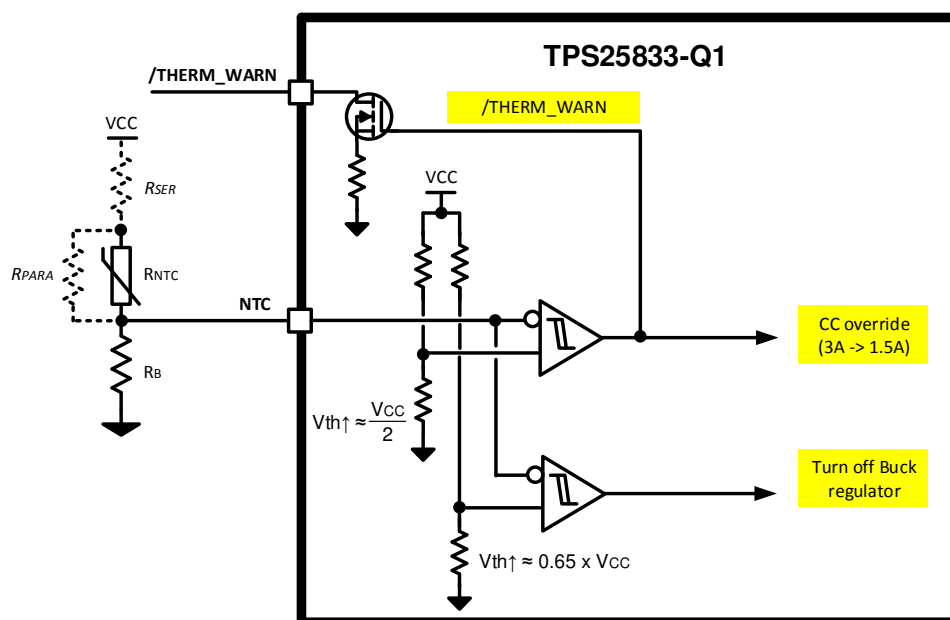 TPS25833-Q1
/THERM_WARN
/THERM_WARN
VCC
RSER
VCC
RPARA
RNTC
NTC
CC override
(3A -> 1.5A)
RB
Vth↑ ≈ VCC
2
Turn off Buck
regulator
Vth↑ ≈ 0.65 x VCC